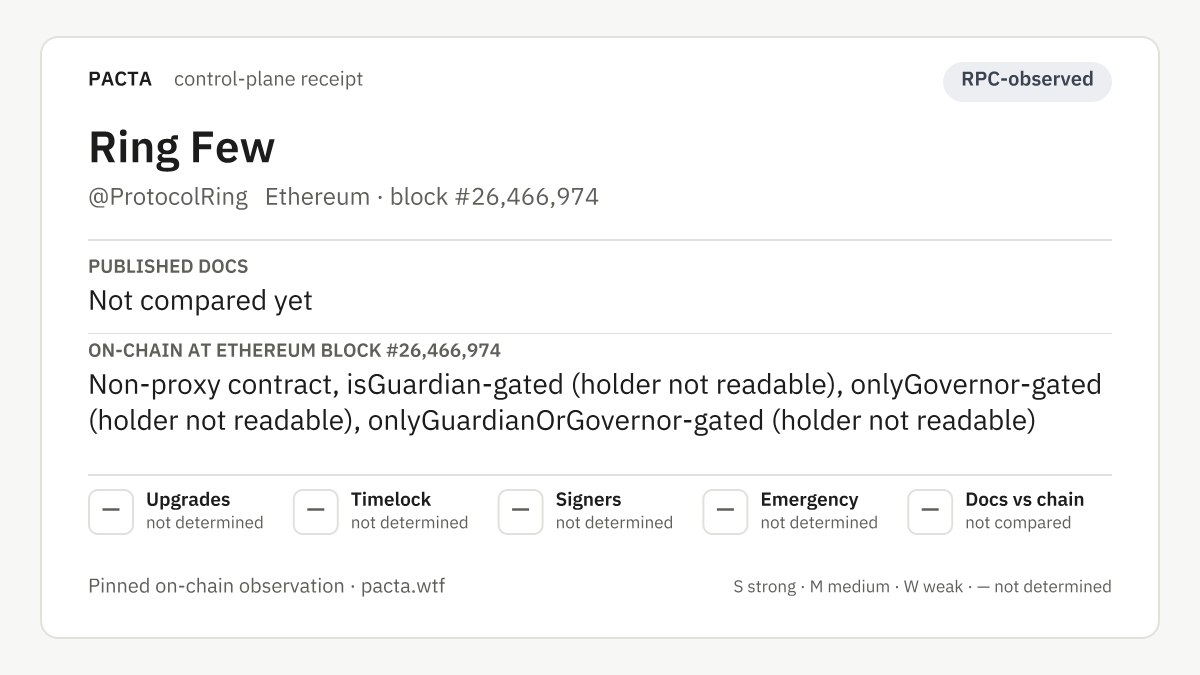 PACTA control-plane receipt
RPC-observed
Ring Few
@ProtocolRing Ethereum · block #26,466,974
PUBLISHED DOCS
Not compared yet
ON-CHAIN AT ETHEREUM BLOCK #26,466,974
Non-proxy contract, isGuardian-gated (holder not readable), onlyGovernor-gated
(holder not readable), onlyGuardianOrGovernor-gated (holder not readable)
— Upgrades
not determined
— Timelock
not determined
— Signers
not determined
— Emergency
not determined
— Docs vs chain
not compared
Pinned on-chain observation · pacta.wtf
S strong · M medium · W weak · — not determined